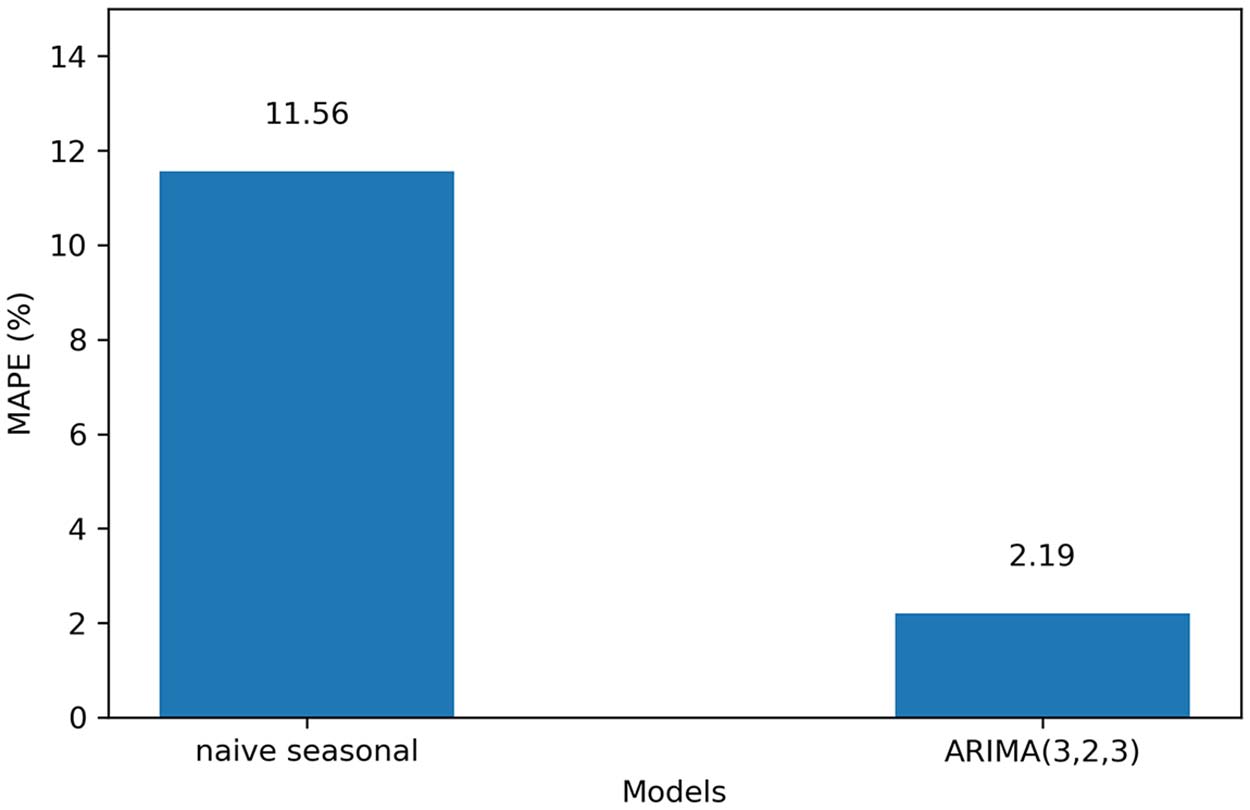 MAPE (%)
14
12
10
8
6
4
2
0
11.56
2.19
naive seasonal
ARIMA(3,2,3)
Models